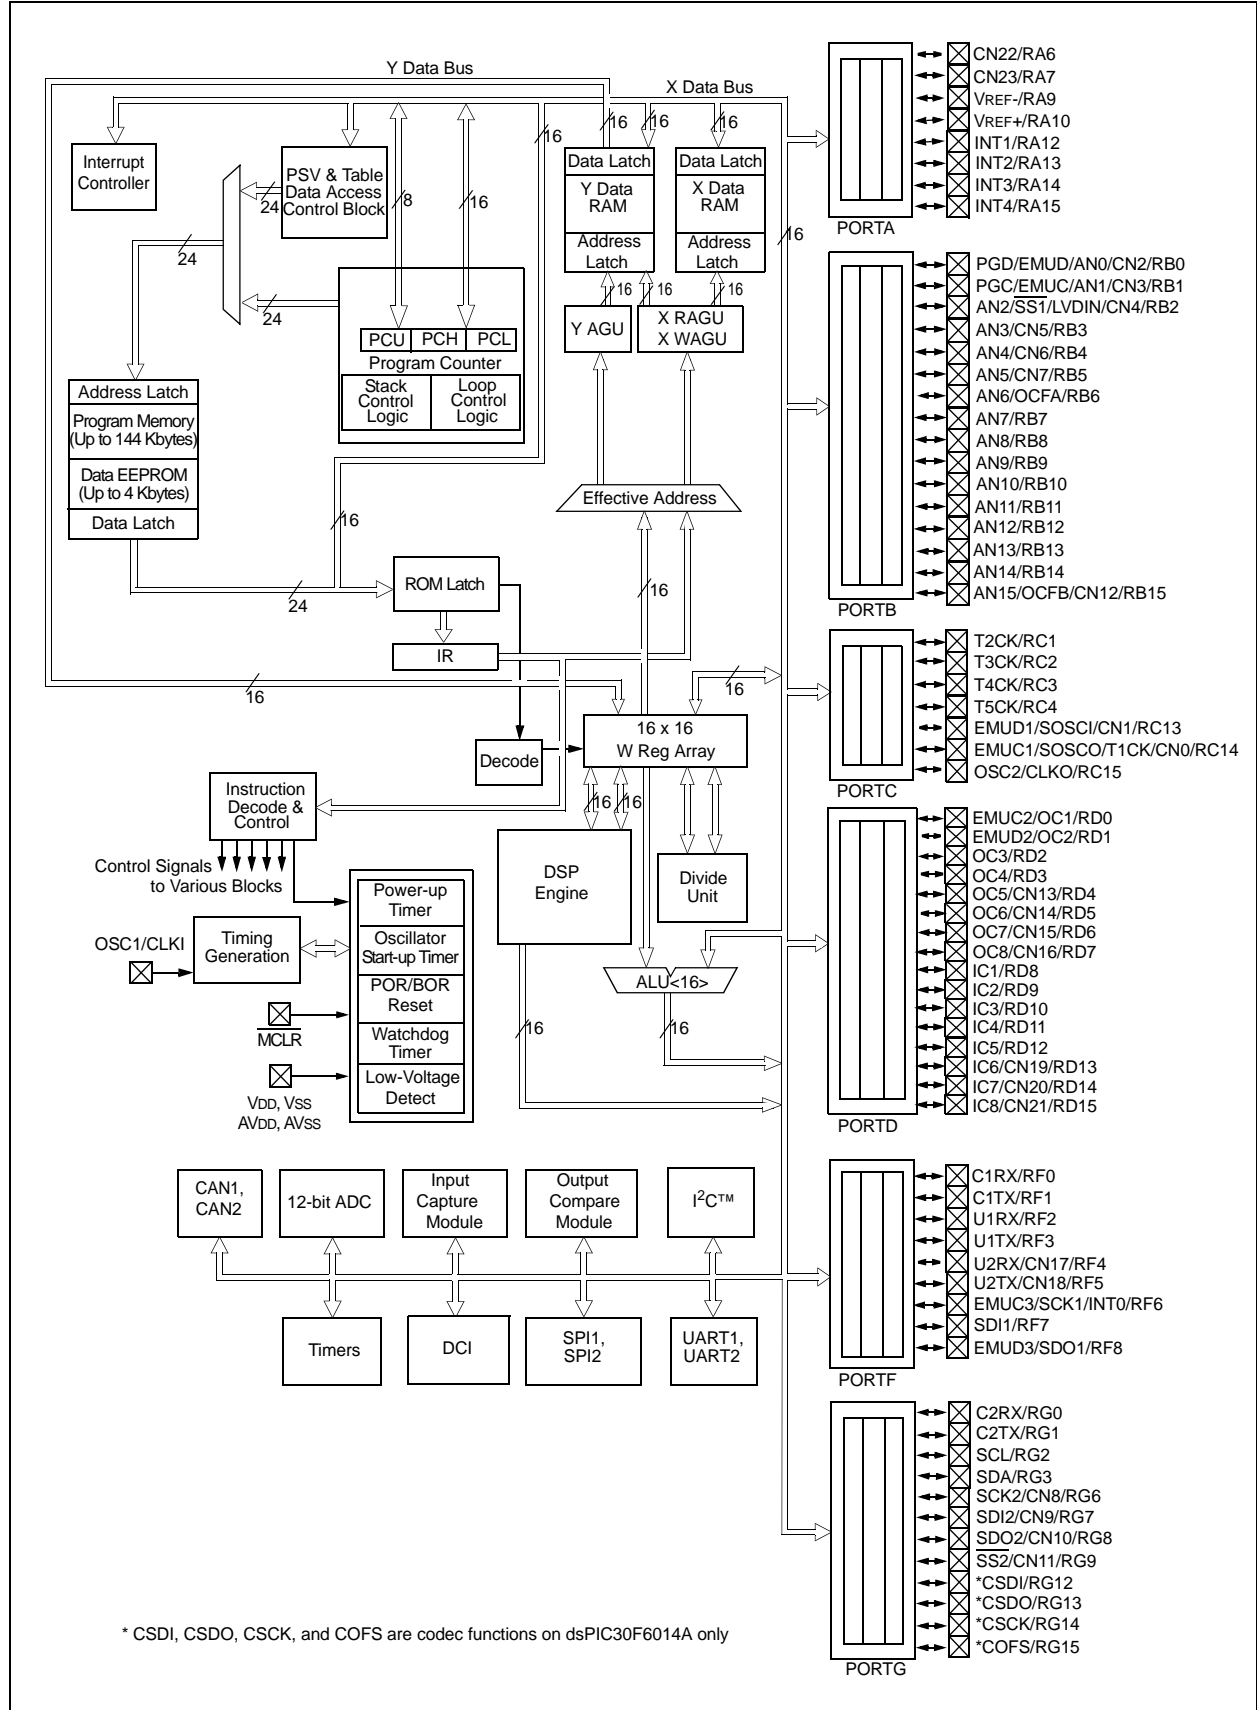 Y Data Bus
X Data Bus
16
16
16
16
Interrupt
Controller
PSV & Table
Data Access
Control Block
24
8
16
24
24
Data Latch
Y Data
RAM
Address
Latch
Data Latch
X Data
RAM
Address
Latch
16
16
16
16
Y AGU
X RAGU
X WAGU
PCU
PCH
PCL
Program Counter
Stack
Control
Logic
Loop
Control
Logic
Address Latch
Program Memory
(Up to 144 Kbytes)
Data EEPROM
(Up to 4 Kbytes)
Data Latch
16
24
Effective Address
16
ROM Latch
IR
16
16
16 x 16
W Reg Array
Decode
Instruction
Decode &
Control
Control Signals
to Various Blocks
16
16
DSP
Engine
Divide
Unit
Power-up
Timer
Oscillator
Start-up Timer
POR/BOR
Reset
Watchdog
Timer
Low-Voltage
Detect
OSC1/CLKI
Timing
Generation
MCLR
VDD, VSS
AVDD, AVSS
ALU<16>
16
16
CAN1,
CAN2
12-bit ADC
Input
Capture
Module
Output
Compare
Module
I2C™
Timers
DCI
SPI1,
SPI2
UART1,
UART2
CN22/RA6
CN23/RA7
VREF-/RA9
VREF+/RA10
INT1/RA12
INT2/RA13
INT3/RA14
INT4/RA15
PORTA
PGD/EMUD/AN0/CN2/RB0
PGC/EMUC/AN1/CN3/RB1
AN2/SS1/LVDIN/CN4/RB2
AN3/CN5/RB3
AN4/CN6/RB4
AN5/CN7/RB5
AN6/OCFA/RB6
AN7/RB7
AN8/RB8
AN9/RB9
AN10/RB10
AN11/RB11
AN12/RB12
AN13/RB13
AN14/RB14
AN15/OCFB/CN12/RB15
PORTB
T2CK/RC1
T3CK/RC2
T4CK/RC3
T5CK/RC4
EMUD1/SOSCI/CN1/RC13
EMUC1/SOSCO/T1CK/CN0/RC14
OSC2/CLKO/RC15
PORTC
EMUC2/OC1/RD0
EMUD2/OC2/RD1
OC3/RD2
OC4/RD3
OC5/CN13/RD4
OC6/CN14/RD5
OC7/CN15/RD6
OC8/CN16/RD7
IC1/RD8
IC2/RD9
IC3/RD10
IC4/RD11
IC5/RD12
IC6/CN19/RD13
IC7/CN20/RD14
IC8/CN21/RD15
PORTD
C1RX/RF0
C1TX/RF1
U1RX/RF2
U1TX/RF3
U2RX/CN17/RF4
U2TX/CN18/RF5
EMUC3/SCK1/INT0/RF6
SDI1/RF7
EMUD3/SDO1/RF8
PORTF
C2RX/RG0
C2TX/RG1
SCL/RG2
SDA/RG3
SCK2/CN8/RG6
SDI2/CN9/RG7
SDO2/CN10/RG8
SS2/CN11/RG9
*CSDI/RG12
*CSDO/RG13
*CSCK/RG14
*COFS/RG15
PORTG
16
* CSDI, CSDO, CSCK, and COFS are codec functions on dsPIC30F6014A only